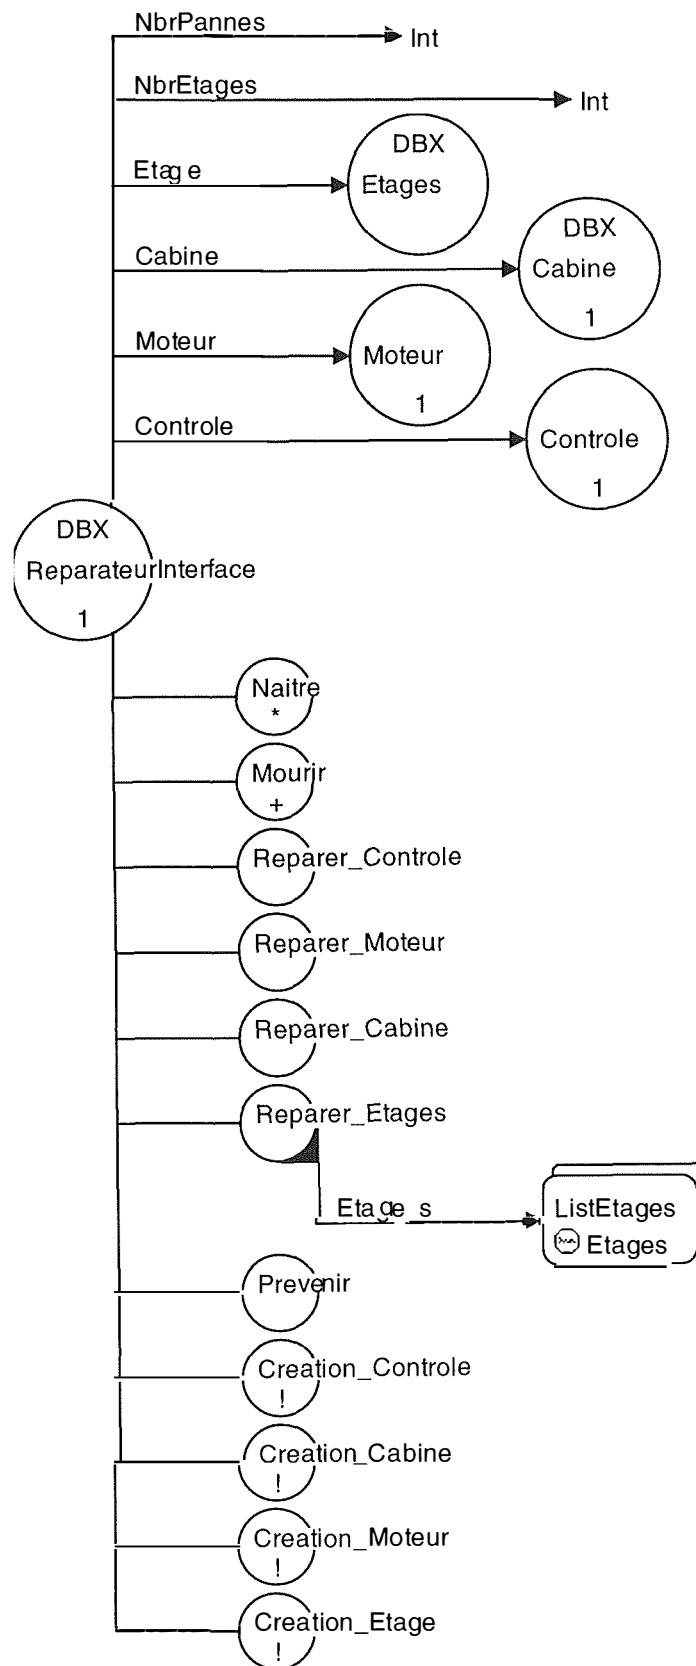 NbrPannes
Int
NbrEtages
Int
Etage
DBX
Etages
Cabine
DBX
Cabine
1
Moteur
Moteur
1
Controle
Controle
1
DBX
ReparateurInterface
1
Naitre
*
Mourir
+
Reparer_Controle
Reparer_Moteur
Reparer_Cabine
Reparer_Etages
Etages
ListEtages
Etages
Prevenir
Creation_Controle
!
Creation_Cabine
!
Creation_Moteur
!
Creation_Etage
!